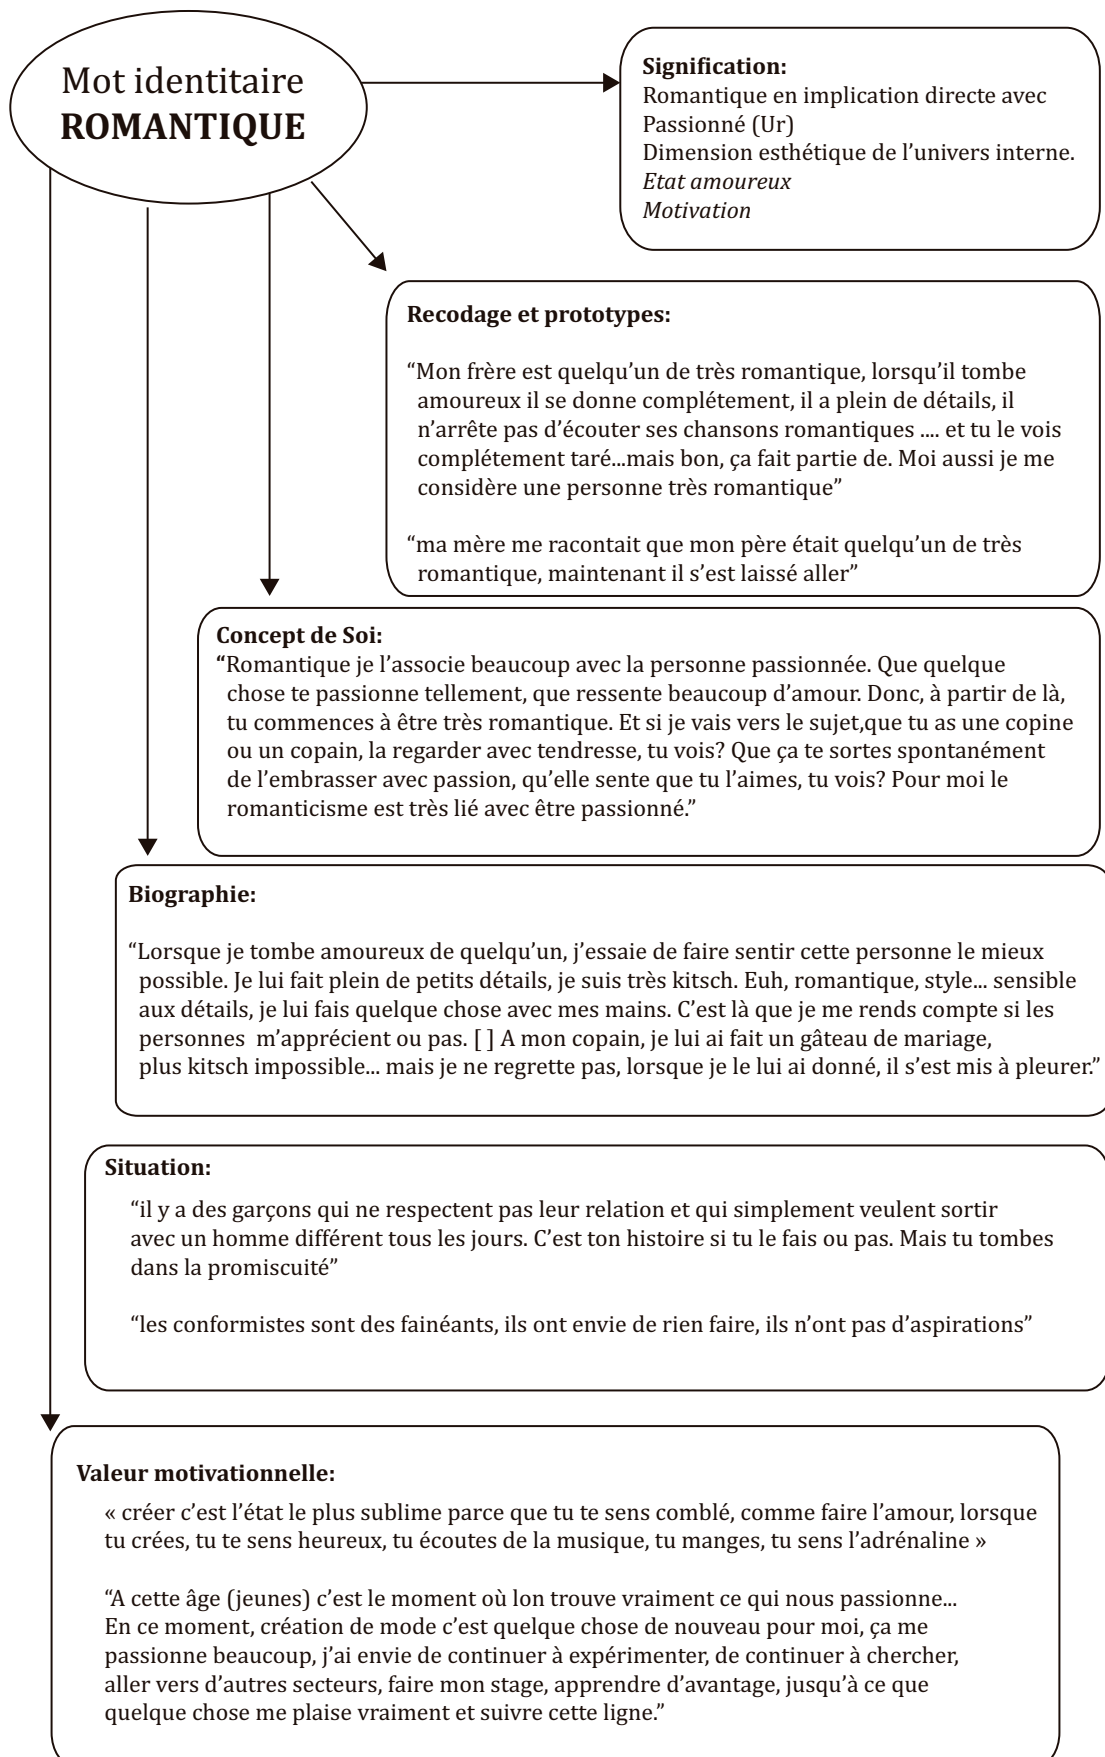 Mot identitaire
ROMANTIQUE
Signification:
Romantique en implication directe avec
Passionné (Ur)
Dimension esthétique de l’univers interne.
Etat amoureux
Motivation
Recodage et prototypes:
“Mon frère est quelqu’un de très romantique, lorsqu’il tombe
amoureux il se donne complétement, il a plein de détails, il
n’arrête pas d’écouter ses chansons romantiques .... et tu le vois
complétement taré...mais bon, ça fait partie de. Moi aussi je me
considère une personne très romantique”
“ma mère me racontait que mon père était quelqu’un de très
romantique, maintenant il s’est laissé aller”
Concept de Soi:
“Romantique je l’associe beaucoup avec la personne passionnée. Que quelque
chose te passionne tellement, que ressente beaucoup d’amour. Donc, à partir de là,
tu commences à être très romantique. Et si je vais vers le sujet,que tu as une copine
ou un copain, la regarder avec tendresse, tu vois? Que ça te sortes spontanément
de l’embrasser avec passion, qu’elle sente que tu l’aimes, tu vois? Pour moi le
romanticisme est très lié avec être passionné.”
Biographie:
“Lorsque je tombe amoureux de quelqu’un, j’essaie de faire sentir cette personne le mieux
possible. Je lui fait plein de petits détails, je suis très kitsch. Euh, romantique, style... sensible
aux détails, je lui fais quelque chose avec mes mains. C’est là que je me rends compte si les
personnes m’apprécient ou pas. [ ] A mon copain, je lui ai fait un gâteau de mariage,
plus kitsch impossible... mais je ne regrette pas, lorsque je le lui ai donné, il s’est mis à pleurer.”
Situation:
“il y a des garçons qui ne respectent pas leur relation et qui simplement veulent sortir
avec un homme différent tous les jours. C’est ton histoire si tu le fais ou pas. Mais tu tombes
dans la promiscuité”
“les conformistes sont des fainéants, ils ont envie de rien faire, ils n’ont pas d’aspirations”
Valeur motivationnelle:
« créer c’est l’état le plus sublime parce que tu te sens comblé, comme faire l’amour, lorsque
tu crées, tu te sens heureux, tu écoutes de la musique, tu manges, tu sens l’adrénaline »
“A cette âge (jeunes) c’est le moment où lon trouve vraiment ce qui nous passionne...
En ce moment, création de mode c’est quelque chose de nouveau pour moi, ça me
passionne beaucoup, j’ai envie de continuer à expérimenter, de continuer à chercher,
aller vers d’autres secteurs, faire mon stage, apprendre d’avantage, jusqu’à ce que
quelque chose me plaise vraiment et suivre cette ligne.”